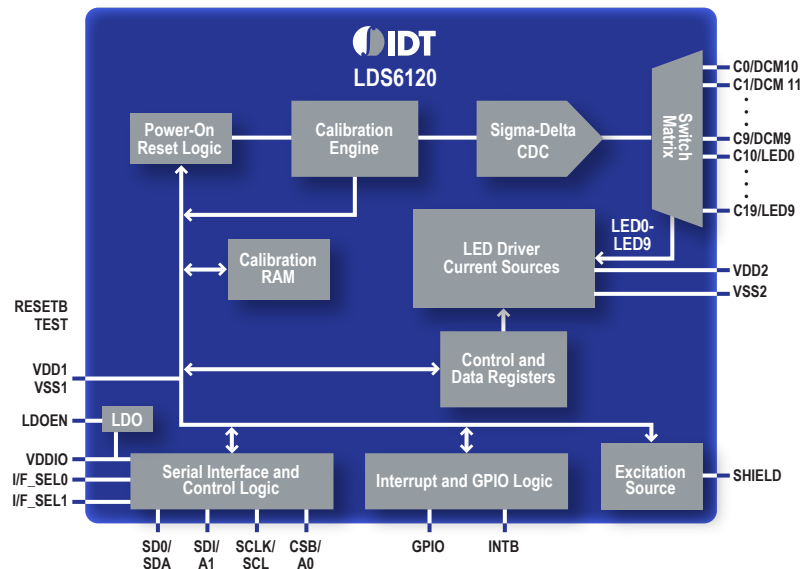 IDT
LDS6120
C0/DCM10
C1/DCM 11
C9/DCM9
C10/LED0
C19/LED9
Switch
Matrix
Power-On
Reset Logic
Calibration
Engine
Sigma-Delta
CDC
LED0-
LED9
LED Driver
Current Sources
VDD2
VSS2
Calibration
RAM
RESETB
TEST
Control and
Data Registers
VDD1
VSS1
LDOEN
LDO
VDDIO
I/F_SEL0
I/F_SEL1
Serial Interface and
Control Logic
Interrupt and GPIO Logic
Excitation
Source
SHIELD
SD0/
SDA
SDI/
A1
SCLK/
SCL
CSB/
A0
GPIO
INTB